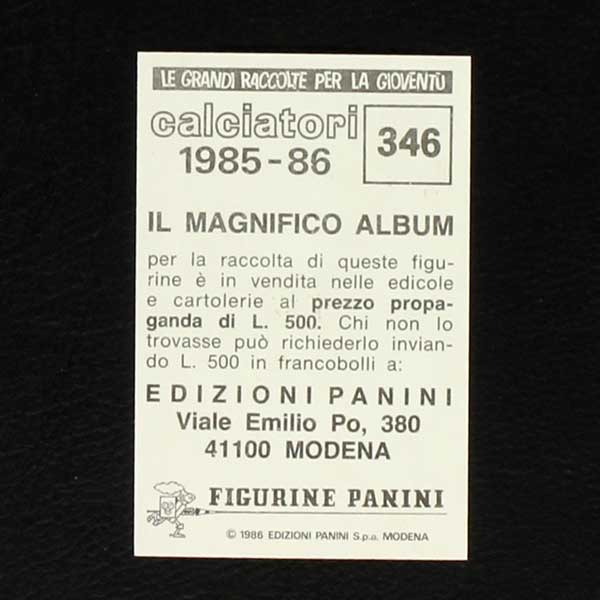 LE GRANDI RACCOLTE PER LA GIOVENTÙ
calciatori
1985-86
346
IL MAGNIFICO ALBUM
per la raccolta di queste figu-
rine è in vendita nelle edicole
e cartolerie al prezzo propa-
ganda di L. 500. Chi non lo
trovasse può richiederlo invian-
do L. 500 in francobolli a:
EDIZIONI PANINI
Viale Emilio Po, 380
41100 MODENA
FIGURINE PANINI
© 1986 EDIZIONI PANINI S.p.a. MODENA